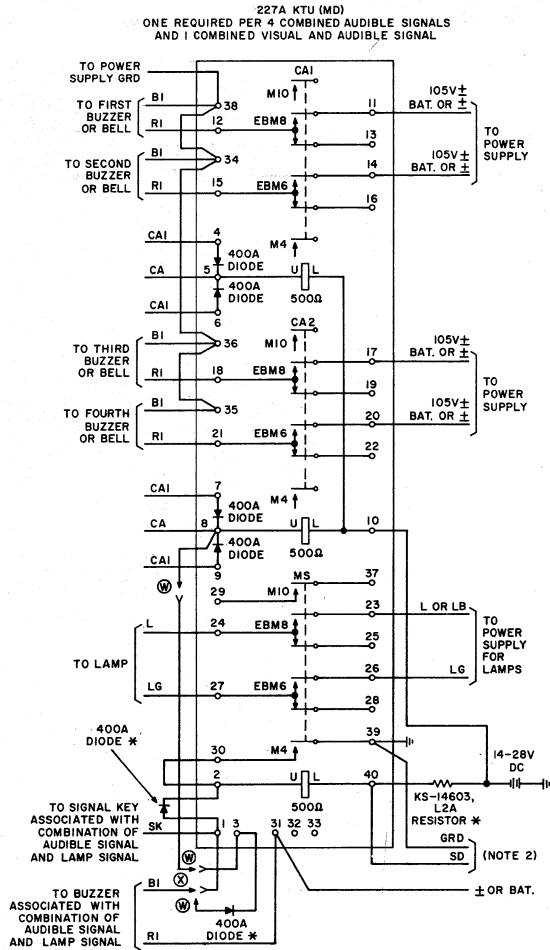 227A KTU (MD)
ONE REQUIRED PER 4 COMBINED AUDIBLE SIGNALS
AND 1 COMBINED VISUAL AND AUDIBLE SIGNAL
TO POWER
SUPPLY GRD
CA1
M10
TO FIRST
BUZZER
OR BELL
B1
38
R1
12
EBM8
11
105V±
BAT. OR ±
13
TO
POWER
SUPPLY
TO SECOND
BUZZER
OR BELL
B1
34
R1
15
EBM6
14
105V±
BAT. OR ±
16
M4
CA1
4
400A
DIODE
CA
5
U
L
500Ω
400A
DIODE
CA1
6
CA2
M10
TO THIRD
BUZZER
OR BELL
B1
36
R1
18
EBM8
17
105V±
BAT. OR ±
19
TO
POWER
SUPPLY
TO FOURTH
BUZZER
OR BELL
B1
35
R1
21
EBM6
20
105V±
BAT. OR ±
22
M4
CA1
7
400A
DIODE
CA
8
U
L
500Ω
10
400A
DIODE
CA1
9
W
MS
37
M10
29
TO LAMP
L
24
EBM8
23
L OR LB
25
TO
POWER
SUPPLY
FOR
LAMPS
LG
27
EBM6
26
LG
28
39
400A
DIODE *
30
M4
2
U
L
500Ω
40
14-28V
DC
KS-14603,
L2A
RESISTOR *
TO SIGNAL KEY
ASSOCIATED WITH
COMBINATION OF
AUDIBLE SIGNAL
AND LAMP SIGNAL
SK
1
3
31
32
33
GRD
SD
(NOTE 2)
W
X
W
TO BUZZER
ASSOCIATED WITH
COMBINATION OF
AUDIBLE SIGNAL
AND LAMP SIGNAL
B1
R1
400A
DIODE *
± OR BAT.